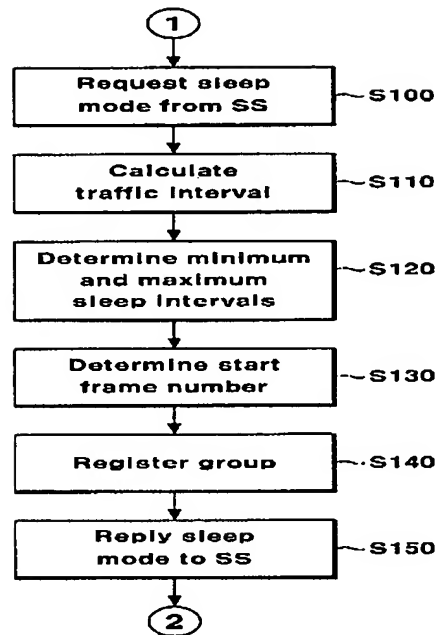 1
Request sleep
mode from SS
S100
Calculate
traffic interval
S110
Determine minimum
and maximum
sleep intervals
S120
Determine start
frame number
S130
Register group
S140
Reply sleep
mode to SS
S150
2